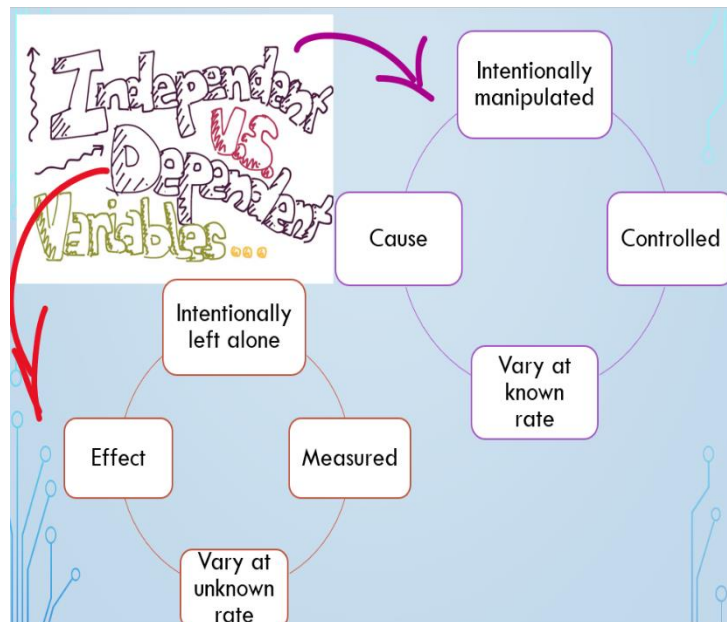 Independent
V.S.
Dependent
Variables...
Intentionally
manipulated
Cause
Controlled
Vary at
known
rate
Intentionally
left alone
Effect
Measured
Vary at
unknown
rate